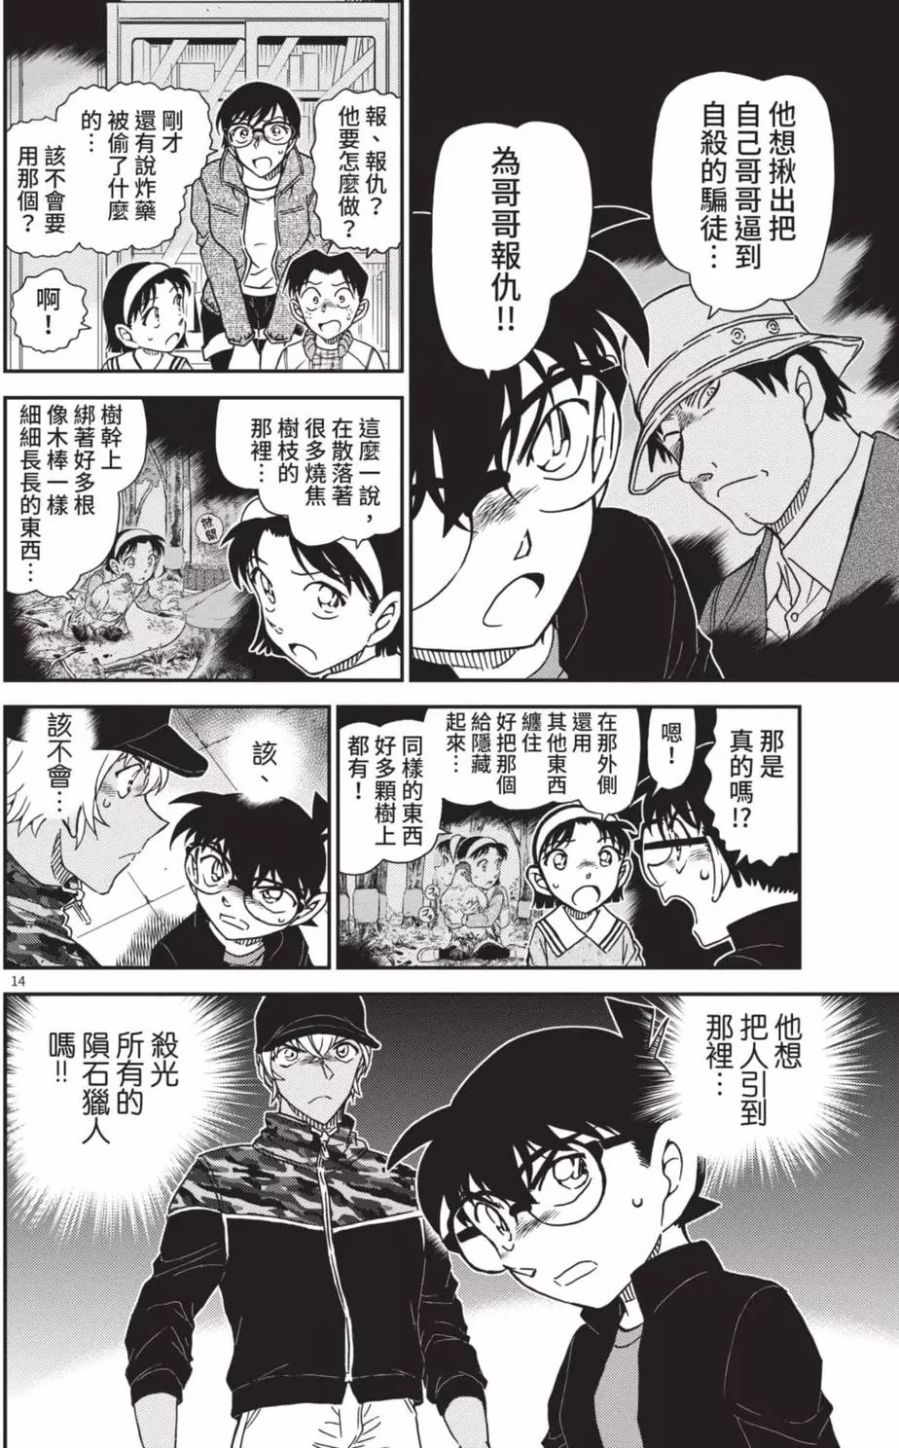 他想揪出把
自己哥哥逼到
自殺的騙徒…
為哥哥報仇!!
報、報仇？
他要怎麼做？
剛才
還有說炸藥
被偷了什麼
的…
該不會要
用那個？
啊！
這麼一說，
在散落著
很多燒焦
樹枝的
那裡…
樹幹上
綁著好多根
像木棒一樣
細細長長的東西…
那是
真的嗎!?
嗯！
在那外側
還用
其他東西
纏住
好把那個
給隱藏
起來…
同樣的東西
好多顆樹上
都有！
該、
該不會…
14
他想
把人引到
那裡…
殺光
所有的
隕石獵人
嗎!!